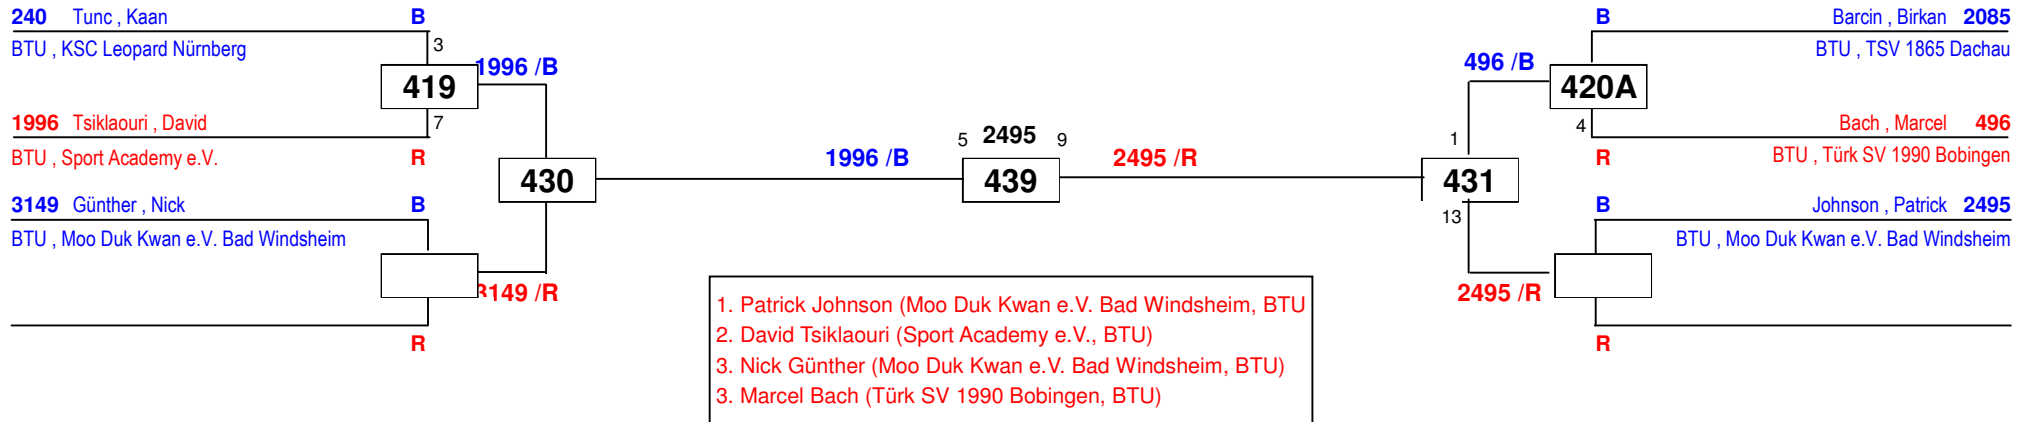 240 Tunc , Kaan B
BTU , KSC Leopard Nürnberg
3
419
1996 /B
7
1996 Tsiklaouri , David
BTU , Sport Academy e.V. R
430
3149 Günther , Nick B
BTU , Moo Duk Kwan e.V. Bad Windsheim
3149 /R
R
1996 /B
5 2495 9
439
2495 /R
B Barcin , Birkan 2085
BTU , TSV 1865 Dachau
496 /B
420A
4
Bach , Marcel 496
R BTU , Türk SV 1990 Bobingen
1
431
13
B Johnson , Patrick 2495
BTU , Moo Duk Kwan e.V. Bad Windsheim
2495 /R
R
1. Patrick Johnson (Moo Duk Kwan e.V. Bad Windsheim, BTU
2. David Tsiklaouri (Sport Academy e.V., BTU)
3. Nick Günther (Moo Duk Kwan e.V. Bad Windsheim, BTU)
3. Marcel Bach (Türk SV 1990 Bobingen, BTU)